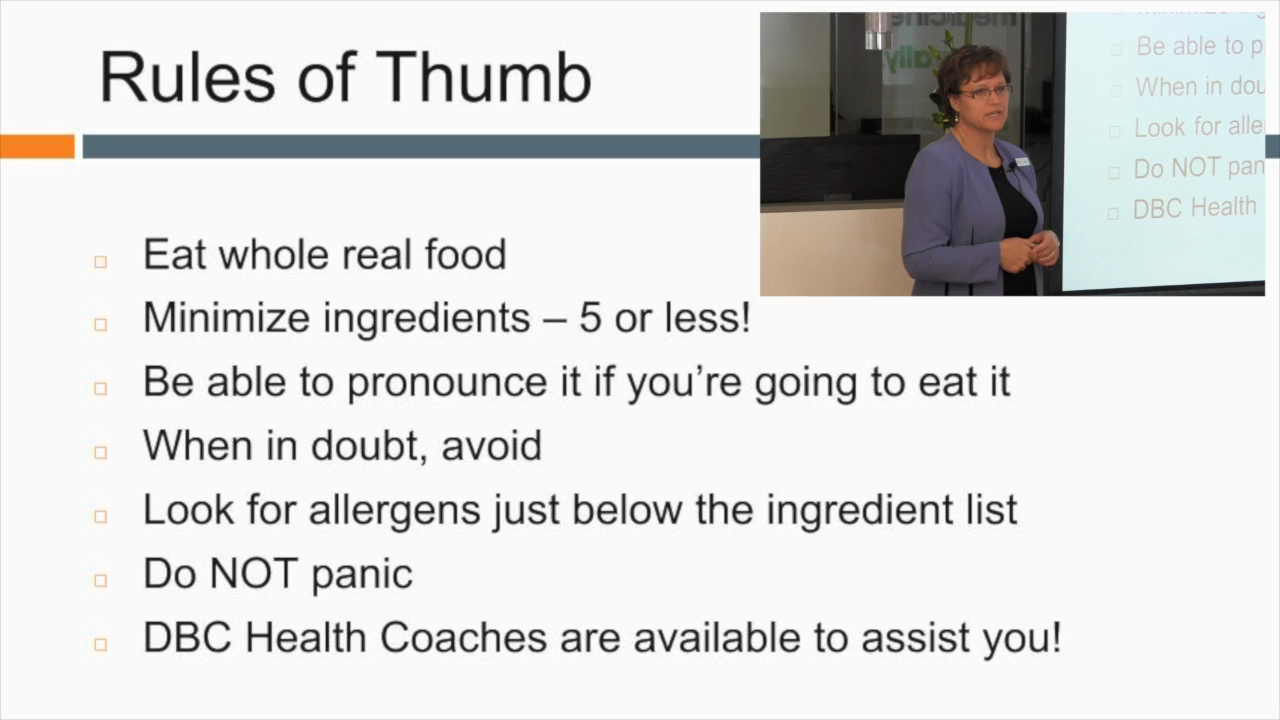 Rules of Thumb
Eat whole real food
Minimize ingredients – 5 or less!
Be able to pronounce it if you're going to eat it
When in doubt, avoid
Look for allergens just below the ingredient list
Do NOT panic
DBC Health Coaches are available to assist you!
medicine
ally.
Be able to p
When in dou
Look for alle
Do NOT pan
DBC Health